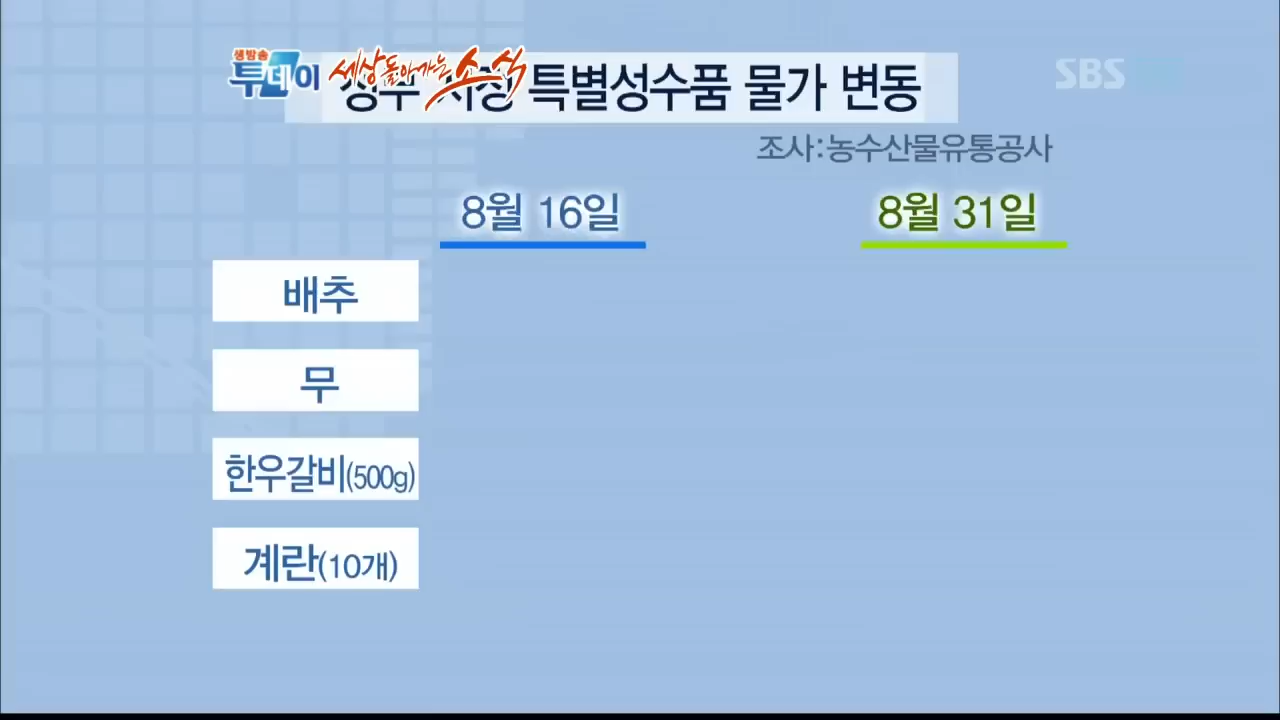 생방송
투데이 세상 돌아가는 소식
특별성수품 물가 변동
SBS
조사:농수산물유통공사
8월 16일
8월 31일
배추
무
한우갈비(500g)
계란(10개)